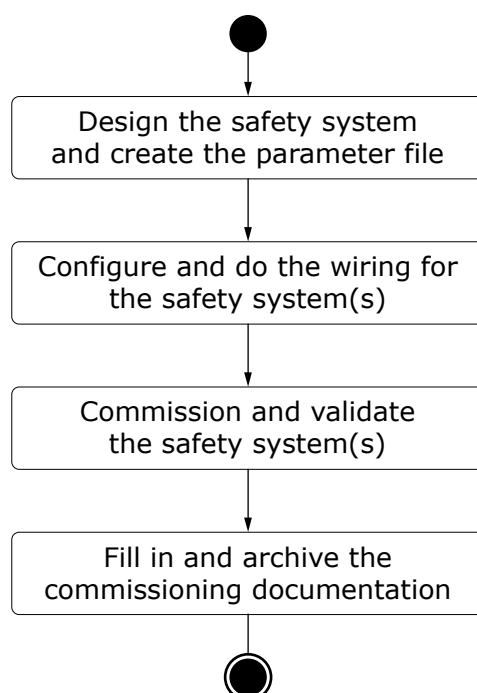 Design the safety system
and create the parameter file
Configure and do the wiring for
the safety system(s)
Commission and validate
the safety system(s)
Fill in and archive the
commissioning documentation